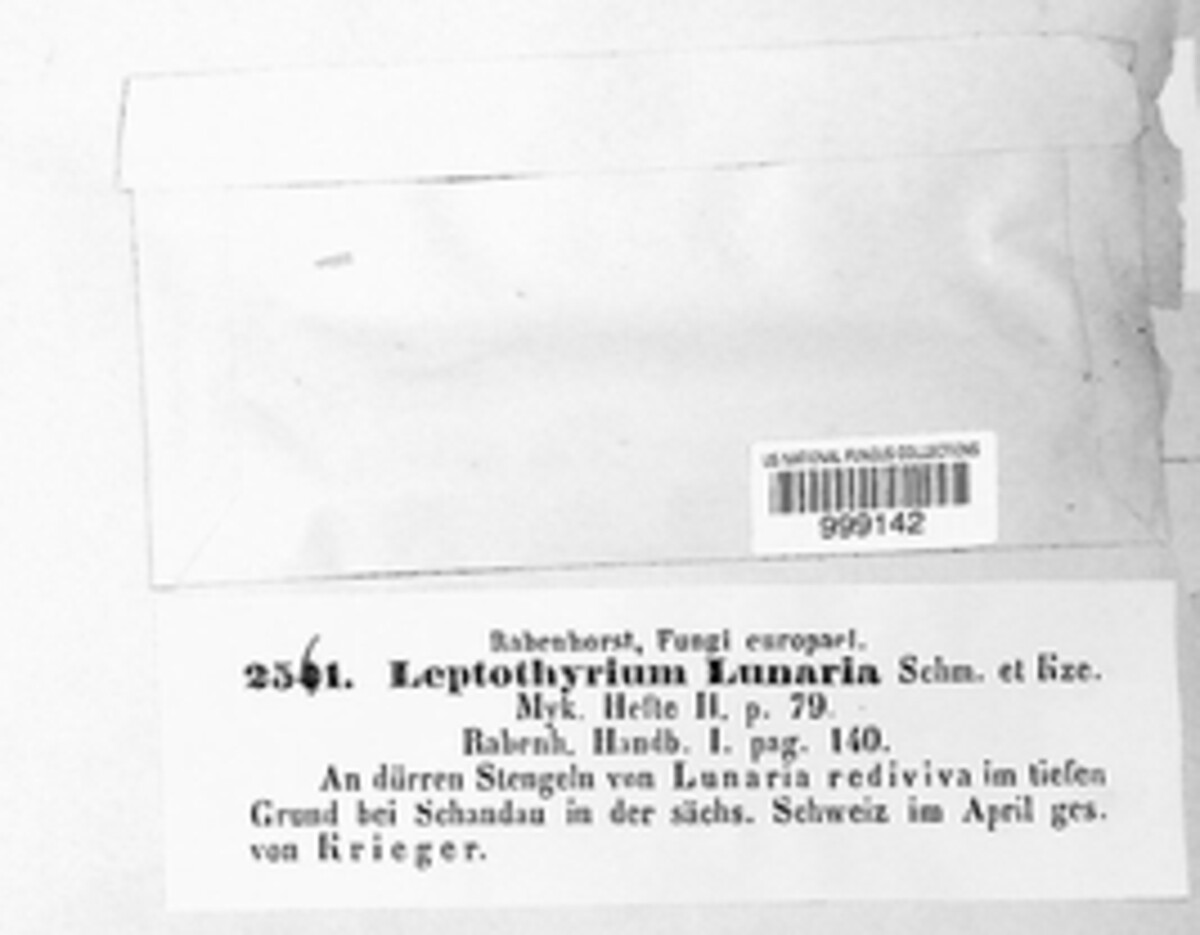 US NATIONAL FUNGUS COLLECTIONS
999142
Rabenhorst, Fungi europaei.
2561. Leptothyrium Lunaria Schm. et Kze.
Myk. Hefte II. p. 79.
Rabenh. Handb. I. pag. 140.
An dürren Stengeln von Lunaria rediviva im tiefen
Grund bei Schandau in der sächs. Schweiz im April ges.
von Krieger.